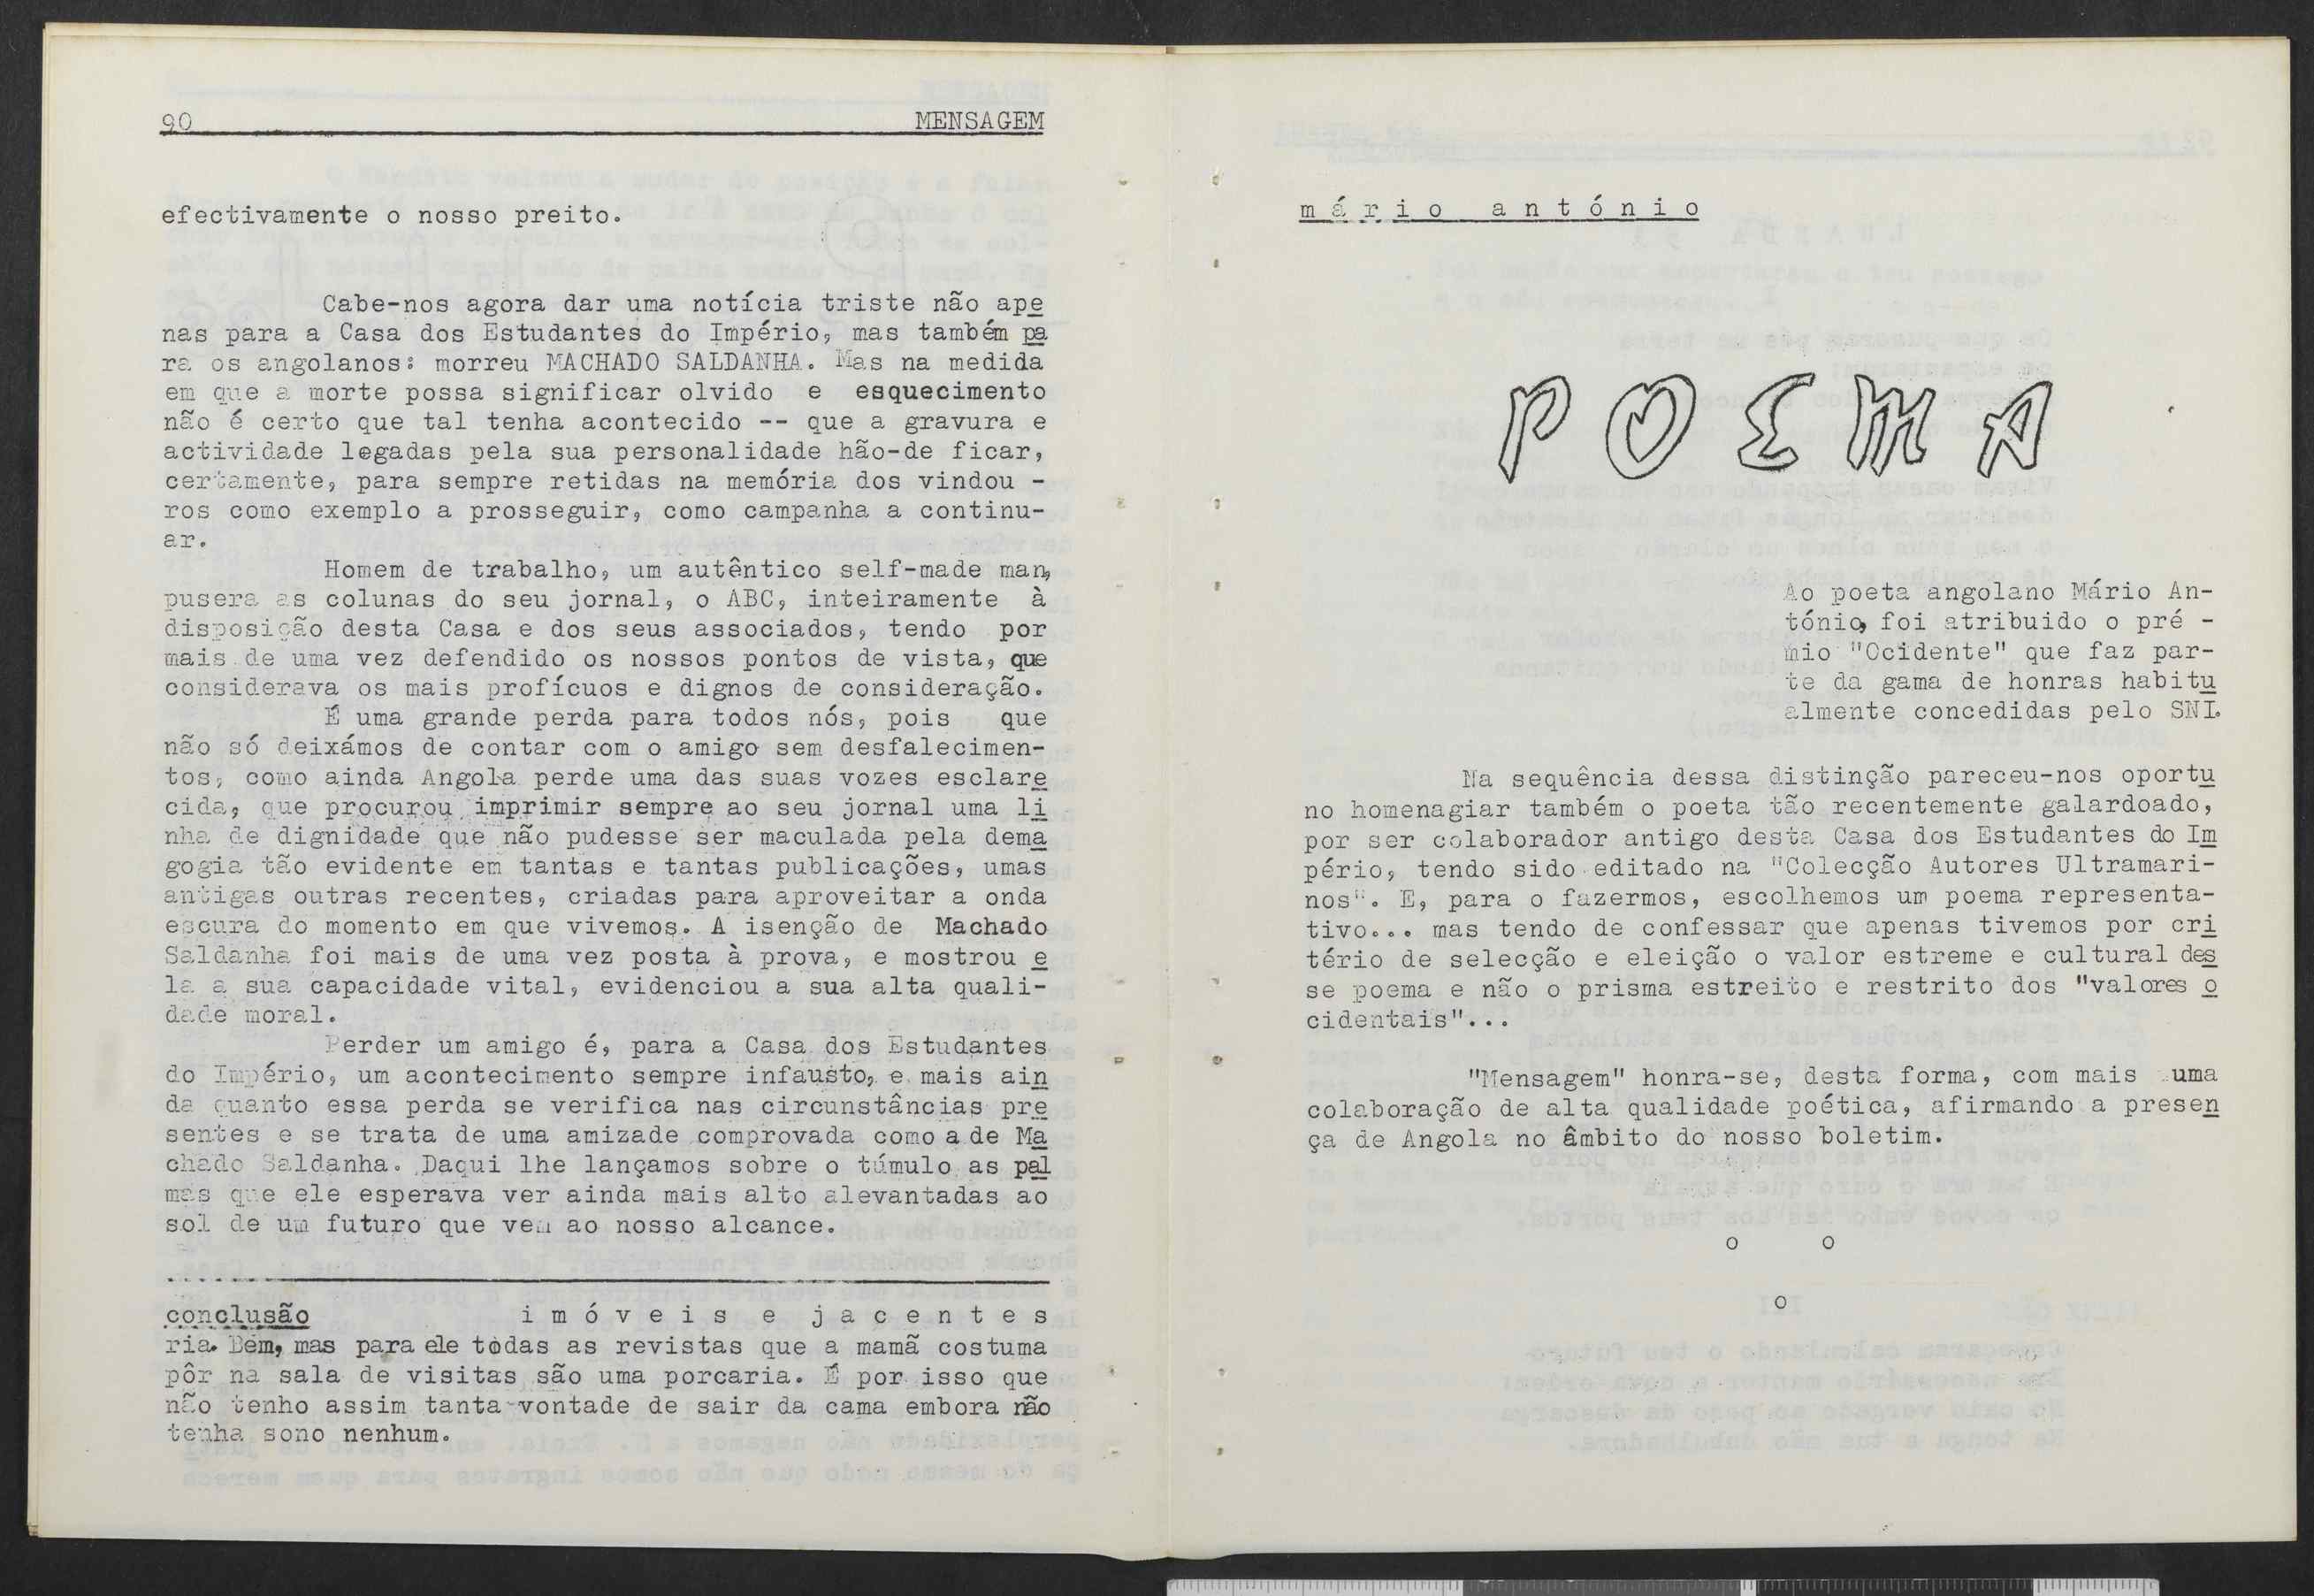 90 MENSAGEM
efectivamente o nosso preito.
Cabe-nos agora dar uma notícia triste não ape
nas para a Casa dos Estudantes do Império, mas também pa
ra os angolanos: morreu MACHADO SALDANHA. Mas na medida
em que a morte possa significar olvido e esquecimento
não é certo que tal tenha acontecido -- que a gravura e
actividade legadas pela sua personalidade hão-de ficar,
certamente, para sempre retidas na memória dos vindou -
ros como exemplo a prosseguir, como campanha a continu-
ar.
Homem de trabalho, um autêntico self-made man,
pusera as colunas do seu jornal, o ABC, inteiramente à
disposição desta Casa e dos seus associados, tendo por
mais de uma vez defendido os nossos pontos de vista, que
considerava os mais profícuos e dignos de consideração.
É uma grande perda para todos nós, pois que
não só deixámos de contar com o amigo sem desfalecimen-
tos, como ainda Angola perde uma das suas vozes esclare
cida, que procurou imprimir sempre ao seu jornal uma li
nha de dignidade que não pudesse ser maculada pela dema
gogia tão evidente em tantas e tantas publicações, umas
antigas outras recentes, criadas para aproveitar a onda
escura do momento em que vivemos. A isenção de Machado
Saldanha foi mais de uma vez posta à prova, e mostrou e
la a sua capacidade vital, evidenciou a sua alta quali-
dade moral.
Perder um amigo é, para a Casa dos Estudantes
do Império, um acontecimento sempre infausto, e mais ain
da quanto essa perda se verifica nas circunstâncias pre
sentes e se trata de uma amizade comprovada como a de Ma
chado Saldanha. Daqui lhe lançamos sobre o túmulo as pal
mas que ele esperava ver ainda mais alto alevantadas ao
sol de um futuro que vem ao nosso alcance.
conclusão i m ó v e i s e j a c e n t e s
ria. Bem, mas para ele todas as revistas que a mamã costuma
pôr na sala de visitas são uma porcaria. É por isso que
não tenho assim tanta vontade de sair da cama embora não
tenha sono nenhum.
m á r i o a n t ó n i o
POEMA
Ao poeta angolano Mário An-
tónio, foi atribuido o pré -
mio "Ocidente" que faz par-
te da gama de honras habitu
almente concedidas pelo SNI.
Na sequência dessa distinção pareceu-nos oportu
no homenagiar também o poeta tão recentemente galardoado,
por ser colaborador antigo desta Casa dos Estudantes do Im
pério, tendo sido editado na "Colecção Autores Ultramari-
nos". E, para o fazermos, escolhemos um poema representa-
tivo... mas tendo de confessar que apenas tivemos por cri
tério de selecção e eleição o valor estreme e cultural des
se poema e não o prisma estreito e restrito dos "valores o
cidentais"...
"Mensagem" honra-se, desta forma, com mais uma
colaboração de alta qualidade poética, afirmando a presen
ça de Angola no âmbito do nosso boletim.
o o
o